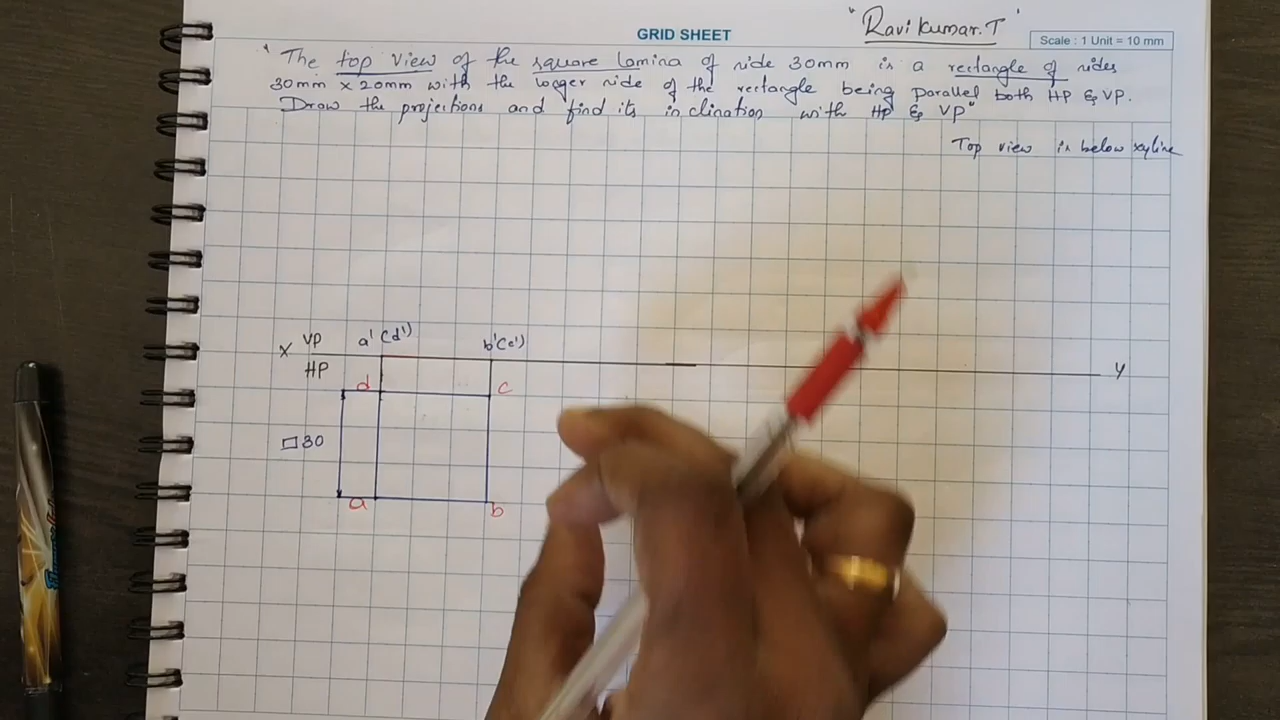 GRID SHEET
"Ravi kumar.T"
Scale : 1 Unit = 10 mm
"The top view of the square lamina of side 30mm is a rectangle of sides
30mm x 20mm with the longer side of the rectangle being parallel both HP & VP.
Draw the projections and find its inclination with HP & VP"
Top view is below xyline
X VP a' (d') b'(c')
HP Y
d c
□30
a b